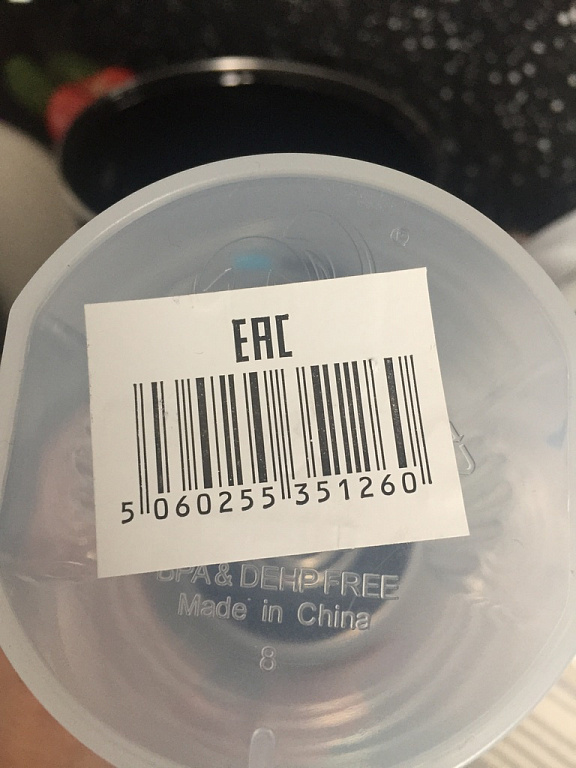 ®
EAC
5 060255 351260
BPA & DEHP FREE
Made in China
8